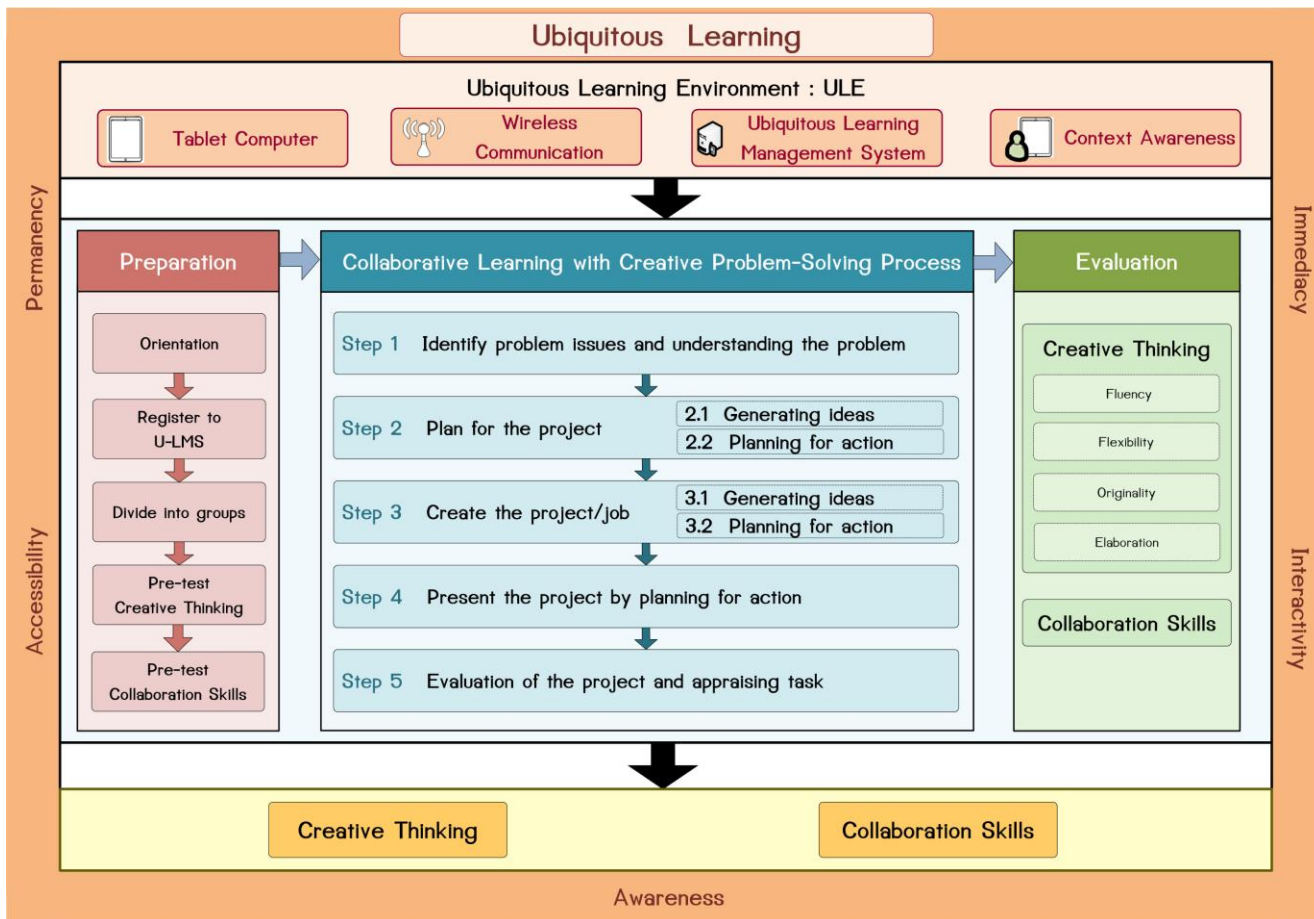 Ubiquitous Learning
Ubiquitous Learning Environment : ULE
Tablet Computer
Wireless
Communication
Ubiquitous Learning
Management System
Context Awareness
Permanency
Accessibility
Immediacy
Interactivity
Preparation
Orientation
Register to
U-LMS
Divide into groups
Pre-test
Creative Thinking
Pre-test
Collaboration Skills
Collaborative Learning with Creative Problem-Solving Process
Step 1 Identify problem issues and understanding the problem
Step 2 Plan for the project
2.1 Generating ideas
2.2 Planning for action
Step 3 Create the project/job
3.1 Generating ideas
3.2 Planning for action
Step 4 Present the project by planning for action
Step 5 Evaluation of the project and appraising task
Evaluation
Creative Thinking
Fluency
Flexibility
Originality
Elaboration
Collaboration Skills
Creative Thinking
Collaboration Skills
Awareness